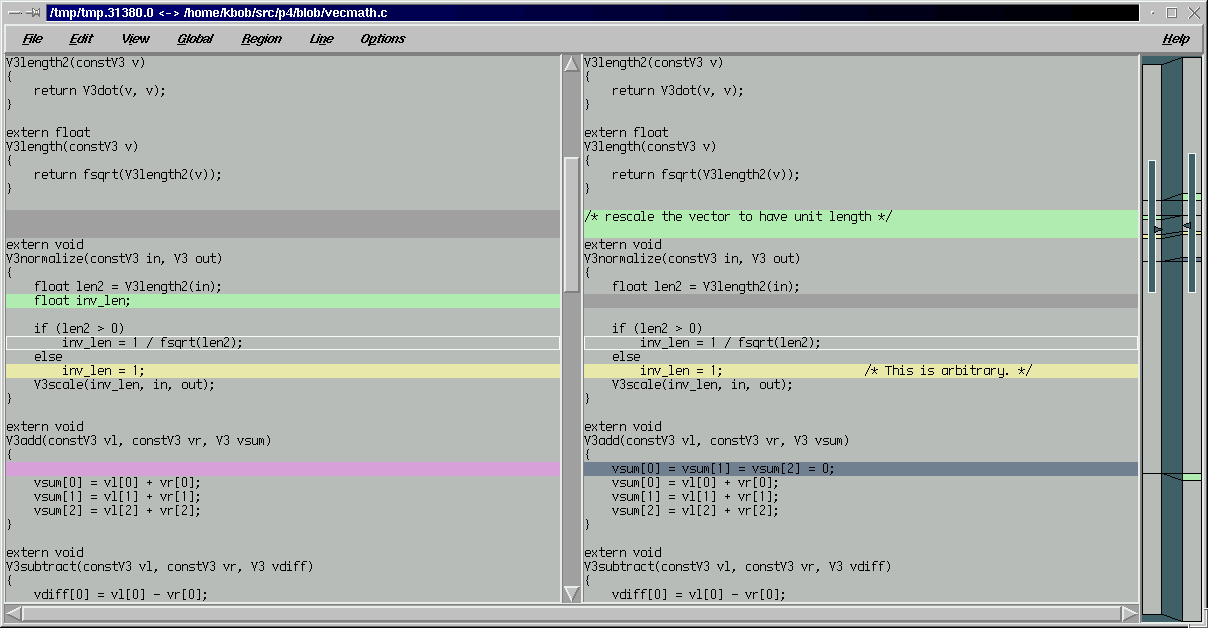 /tmp/tmp.31380.0 <-> /home/kbob/src/p4/blob/vecmath.c
File Edit View Global Region Line Options Help
V3length2(constV3 v)
{
    return V3dot(v, v);
}

extern float
V3length(constV3 v)
{
    return fsqrt(V3length2(v));
}

extern void
V3normalize(constV3 in, V3 out)
{
    float len2 = V3length2(in);
    float inv_len;

    if (len2 > 0)
        inv_len = 1 / fsqrt(len2);
    else
        inv_len = 1;
    V3scale(inv_len, in, out);
}

extern void
V3add(constV3 vl, constV3 vr, V3 vsum)
{
    vsum[0] = vl[0] + vr[0];
    vsum[1] = vl[1] + vr[1];
    vsum[2] = vl[2] + vr[2];
}

extern void
V3subtract(constV3 vl, constV3 vr, V3 vdiff)
{
    vdiff[0] = vl[0] - vr[0];
V3length2(constV3 v)
{
    return V3dot(v, v);
}

extern float
V3length(constV3 v)
{
    return fsqrt(V3length2(v));
}

/* rescale the vector to have unit length */

extern void
V3normalize(constV3 in, V3 out)
{
    float len2 = V3length2(in);

    if (len2 > 0)
        inv_len = 1 / fsqrt(len2);
    else
        inv_len = 1;                    /* This is arbitrary. */
    V3scale(inv_len, in, out);
}

extern void
V3add(constV3 vl, constV3 vr, V3 vsum)
{
    vsum[0] = vsum[1] = vsum[2] = 0;
    vsum[0] = vl[0] + vr[0];
    vsum[1] = vl[1] + vr[1];
    vsum[2] = vl[2] + vr[2];
}

extern void
V3subtract(constV3 vl, constV3 vr, V3 vdiff)
{
    vdiff[0] = vl[0] - vr[0];